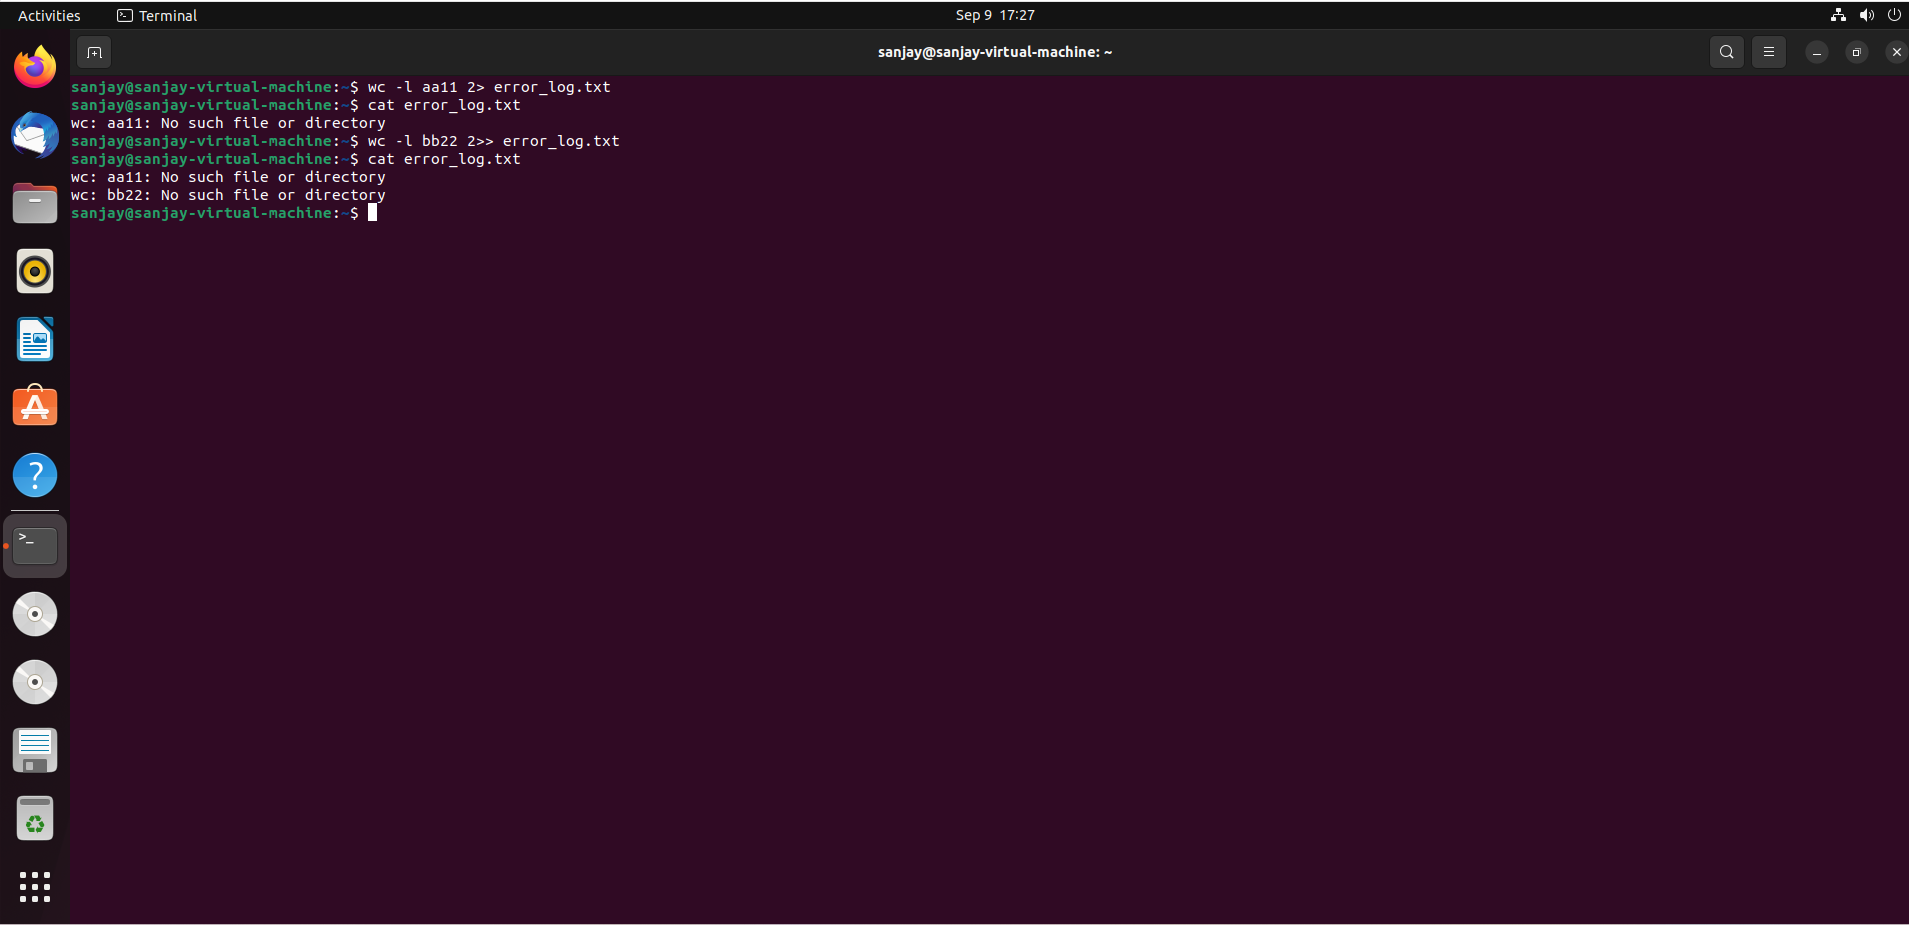 Activities Terminal Sep 9 17:27
sanjay@sanjay-virtual-machine: ~
sanjay@sanjay-virtual-machine:~$ wc -l aa11 2> error_log.txt
sanjay@sanjay-virtual-machine:~$ cat error_log.txt
wc: aa11: No such file or directory
sanjay@sanjay-virtual-machine:~$ wc -l bb22 2>> error_log.txt
sanjay@sanjay-virtual-machine:~$ cat error_log.txt
wc: aa11: No such file or directory
wc: bb22: No such file or directory
sanjay@sanjay-virtual-machine:~$